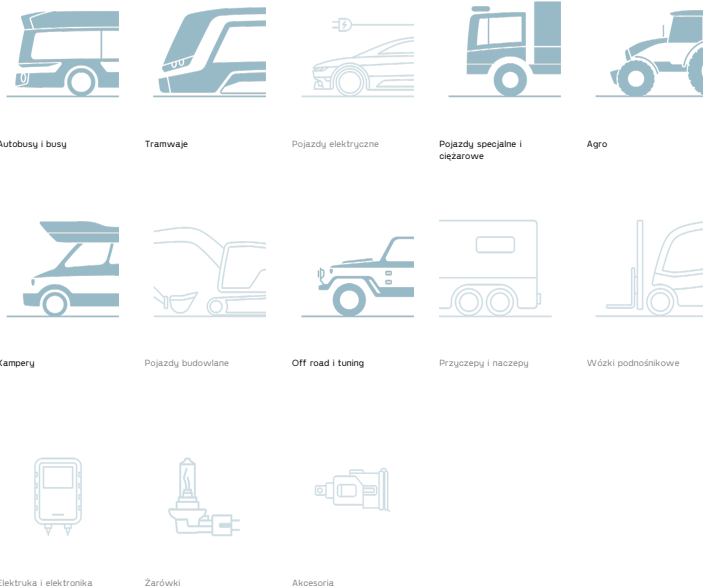 Autobusy i busy
Tramwaje
Pojazdy elektryczne
Pojazdy specjalne i
ciężarowe
Agro
Kampery
Pojazdy budowlane
Off road i tuning
Przyczepy i naczepy
Wózki podnośnikowe
Elektryka i elektronika
Żarówki
Akcesoria